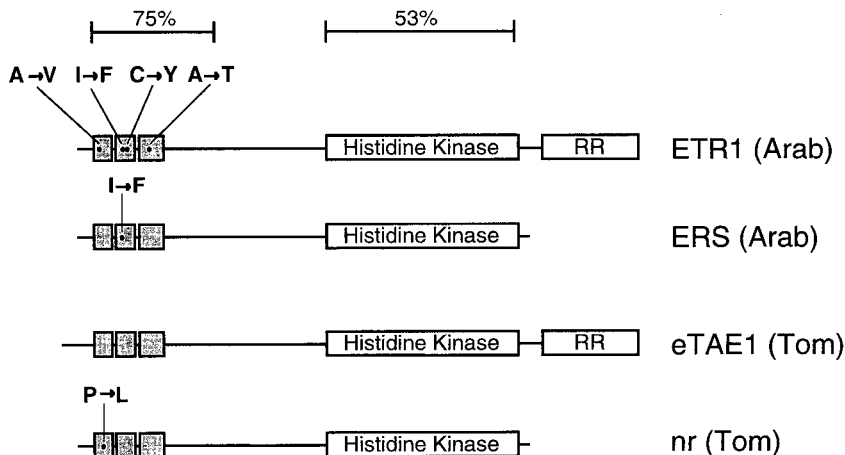 75% 53%
A→V I→F C→Y A→T
Histidine Kinase RR ETR1 (Arab)
I→F
Histidine Kinase ERS (Arab)
Histidine Kinase RR eTAE1 (Tom)
P→L
Histidine Kinase nr (Tom)